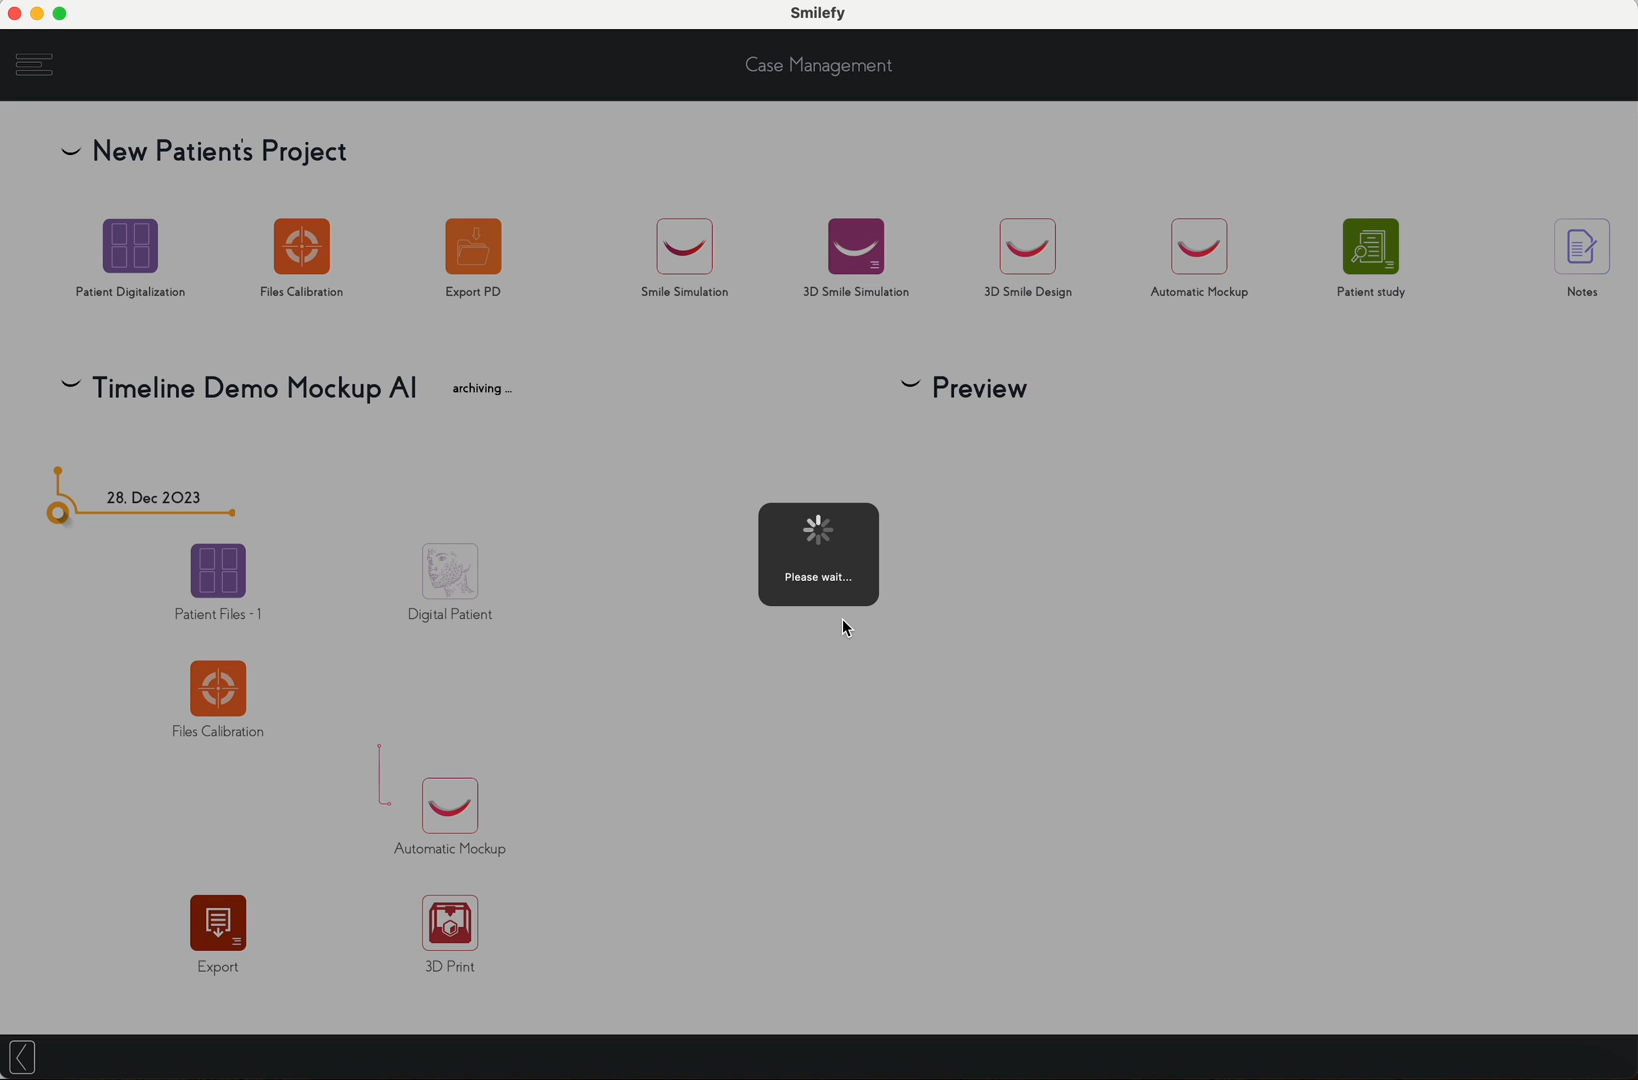 Smilefy
Case Management
New Patient's Project
Patient Digitalization
Files Calibration
Export PD
Smile Simulation
3D Smile Simulation
3D Smile Design
Automatic Mockup
Patient study
Notes
Timeline Demo Mockup AI
archiving ...
Preview
28. Dec 2023
Please wait...
Patient Files - 1
Digital Patient
Files Calibration
Automatic Mockup
Export
3D Print